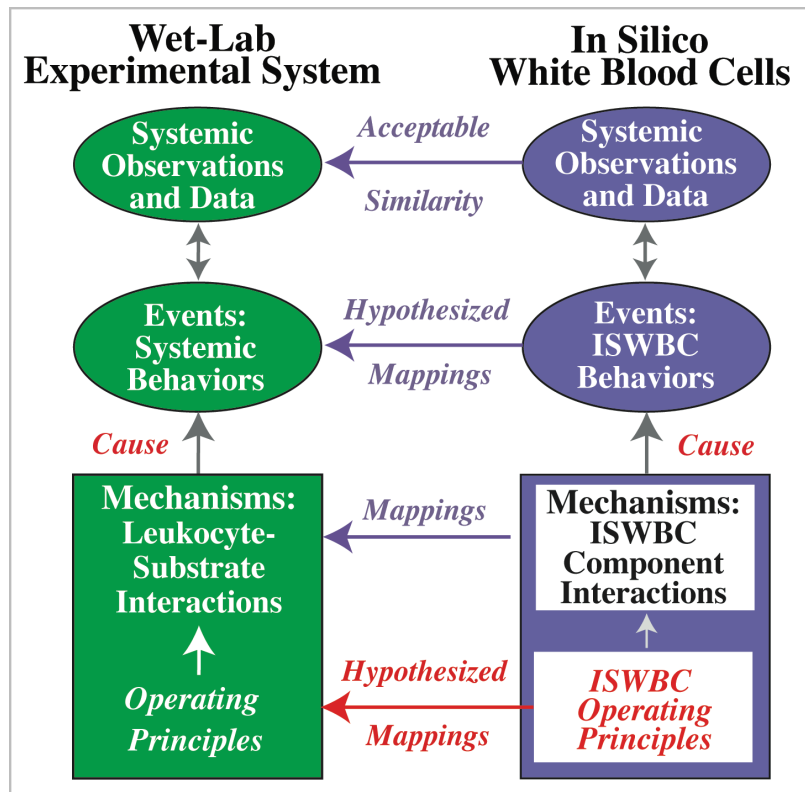 Wet-Lab
Experimental System
In Silico
White Blood Cells
Systemic
Observations
and Data
Acceptable
Similarity
Systemic
Observations
and Data
Events:
Systemic
Behaviors
Hypothesized
Mappings
Events:
ISWBC
Behaviors
Cause
Cause
Mechanisms:
Leukocyte-
Substrate
Interactions
Mappings
Mechanisms:
ISWBC
Component
Interactions
Operating
Principles
Hypothesized
Mappings
ISWBC
Operating
Principles